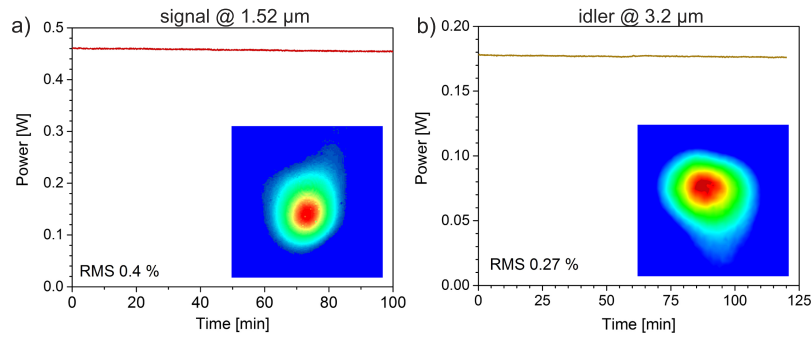 a)
signal @ 1.52 µm
Power [W]
0.5
0.4
0.3
0.2
0.1
0.0
RMS 0.4 %
0
20
40
60
80
100
Time [min]
b)
idler @ 3.2 µm
Power [W]
0.20
0.15
0.10
0.05
0.00
RMS 0.27 %
0
25
50
75
100
125
Time [min]